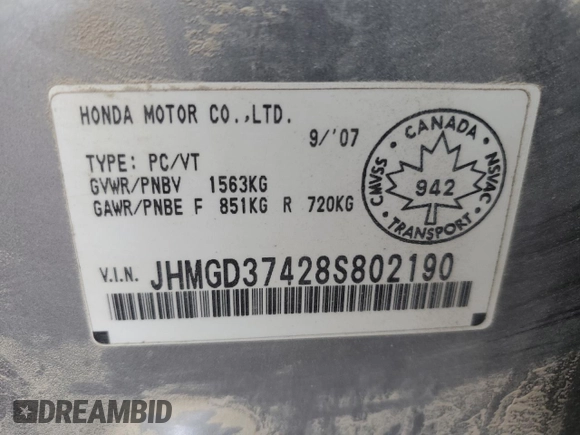 HONDA MOTOR CO.,LTD.
9/'07
TYPE: PC/VT
GVWR/PNBV 1563KG
GAWR/PNBE F 851KG R 720KG
CANADA
CMVSS
NSVAC
942
TRANSPORT
V.I.N. JHMGD37428S802190
DREAMBID